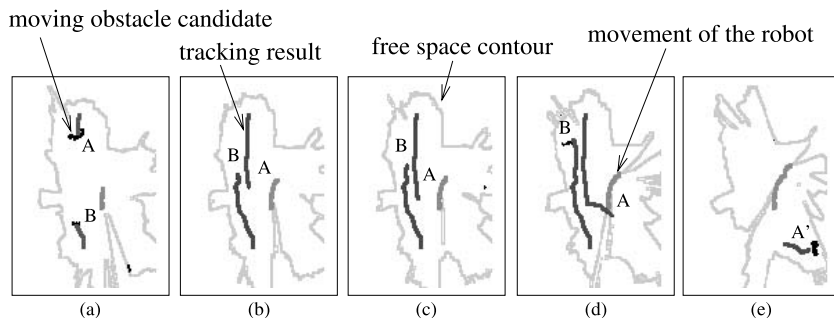 moving obstacle candidate
tracking result
free space contour
movement of the robot
A
B
B
A
B
A
B
A
A'
(a)
(b)
(c)
(d)
(e)